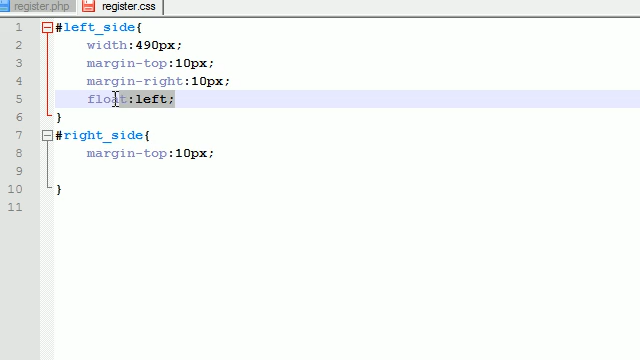 register.php register.css
1 #left_side{
2 width:490px;
3 margin-top:10px;
4 margin-right:10px;
5 float:left;
6 }
7 #right_side{
8 margin-top:10px;
9
10 }
11